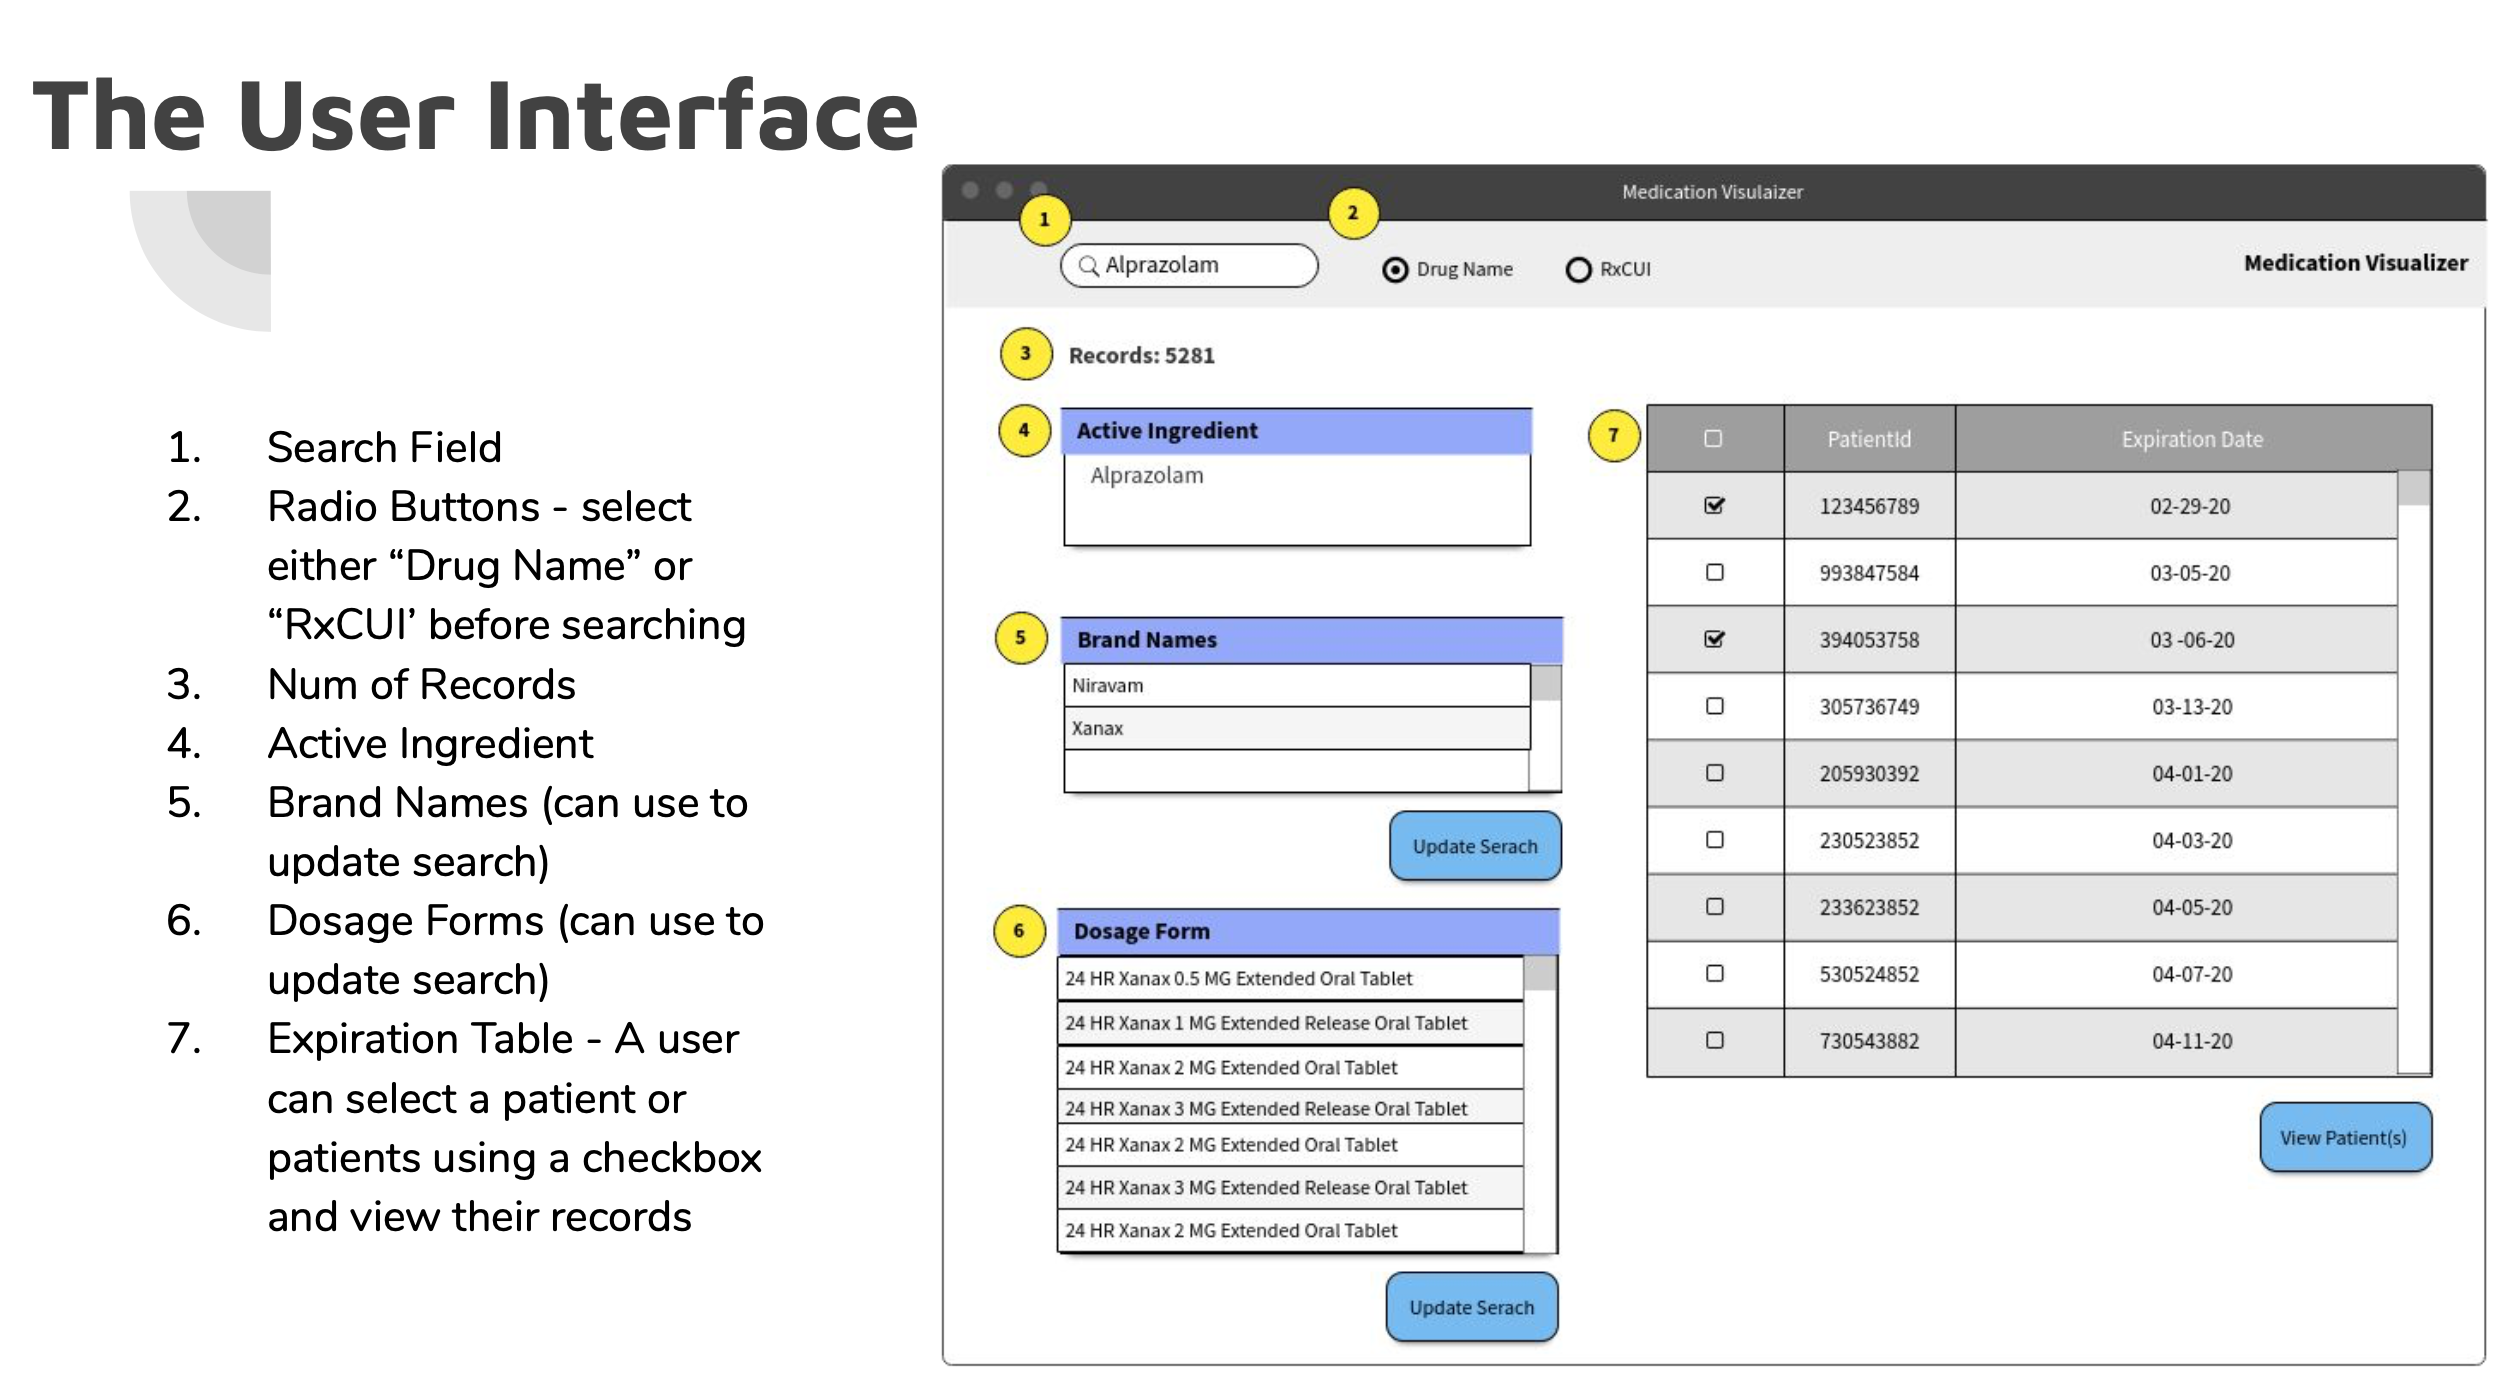 The User Interface
1. Search Field
2. Radio Buttons - select
either “Drug Name” or
“RxCUI’ before searching
3. Num of Records
4. Active Ingredient
5. Brand Names (can use to
update search)
6. Dosage Forms (can use to
update search)
7. Expiration Table - A user
can select a patient or
patients using a checkbox
and view their records
Medication Visulaizer
1
2
Alprazolam
Drug Name
RxCUI
Medication Visualizer
3
Records: 5281
4
Active Ingredient
Alprazolam
5
Brand Names
Niravam
Xanax
Update Serach
6
Dosage Form
24 HR Xanax 0.5 MG Extended Oral Tablet
24 HR Xanax 1 MG Extended Release Oral Tablet
24 HR Xanax 2 MG Extended Oral Tablet
24 HR Xanax 3 MG Extended Release Oral Tablet
24 HR Xanax 2 MG Extended Oral Tablet
24 HR Xanax 3 MG Extended Release Oral Tablet
24 HR Xanax 2 MG Extended Oral Tablet
Update Serach
7
PatientId Expiration Date
123456789 02-29-20
993847584 03-05-20
394053758 03 -06-20
305736749 03-13-20
205930392 04-01-20
230523852 04-03-20
233623852 04-05-20
530524852 04-07-20
730543882 04-11-20
View Patient(s)